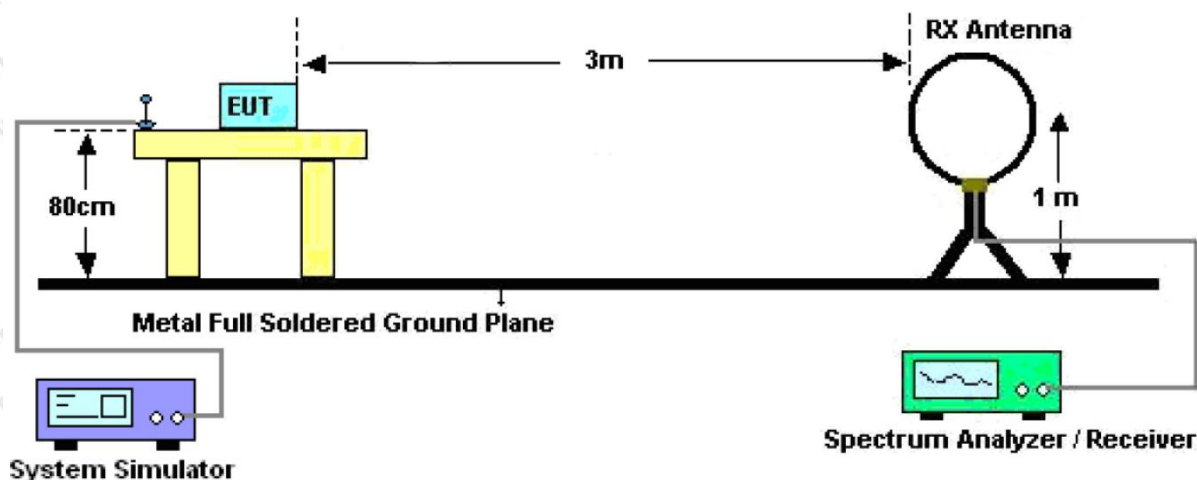 RX Antenna
3m
EUT
80cm
1 m
Metal Full Soldered Ground Plane
Spectrum Analyzer / Receiver
System Simulator